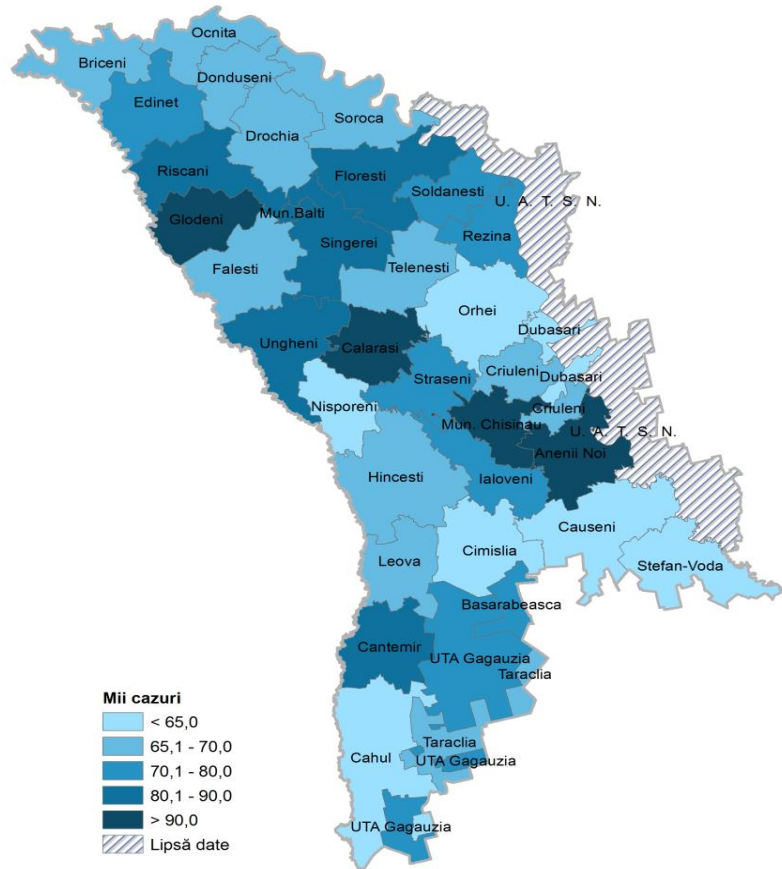 Ocnita
Briceni
Donduseni
Edinet
Soroca
Drochia
Riscani
Floresti
Soldanesti
U. A. T. S. N.
Glodeni
Mun.Balti
Singerei
Rezina
Falesti
Telenesti
Orhei
Dubasari
Ungheni
Calarasi
Straseni
Criuleni
Dubasari
Nisporeni
Criuleni
Mun. Chisinau
U. A. T. S. N.
Anenii Noi
Hincesti
Ialoveni
Causeni
Cimislia
Leova
Stefan-Voda
Basarabeasca
Cantemir
UTA Gagauzia
Taraclia
Mii cazuri
< 65,0
65,1 - 70,0
70,1 - 80,0
80,1 - 90,0
> 90,0
Lipsă date
Taraclia
Cahul
UTA Gagauzia
UTA Gagauzia